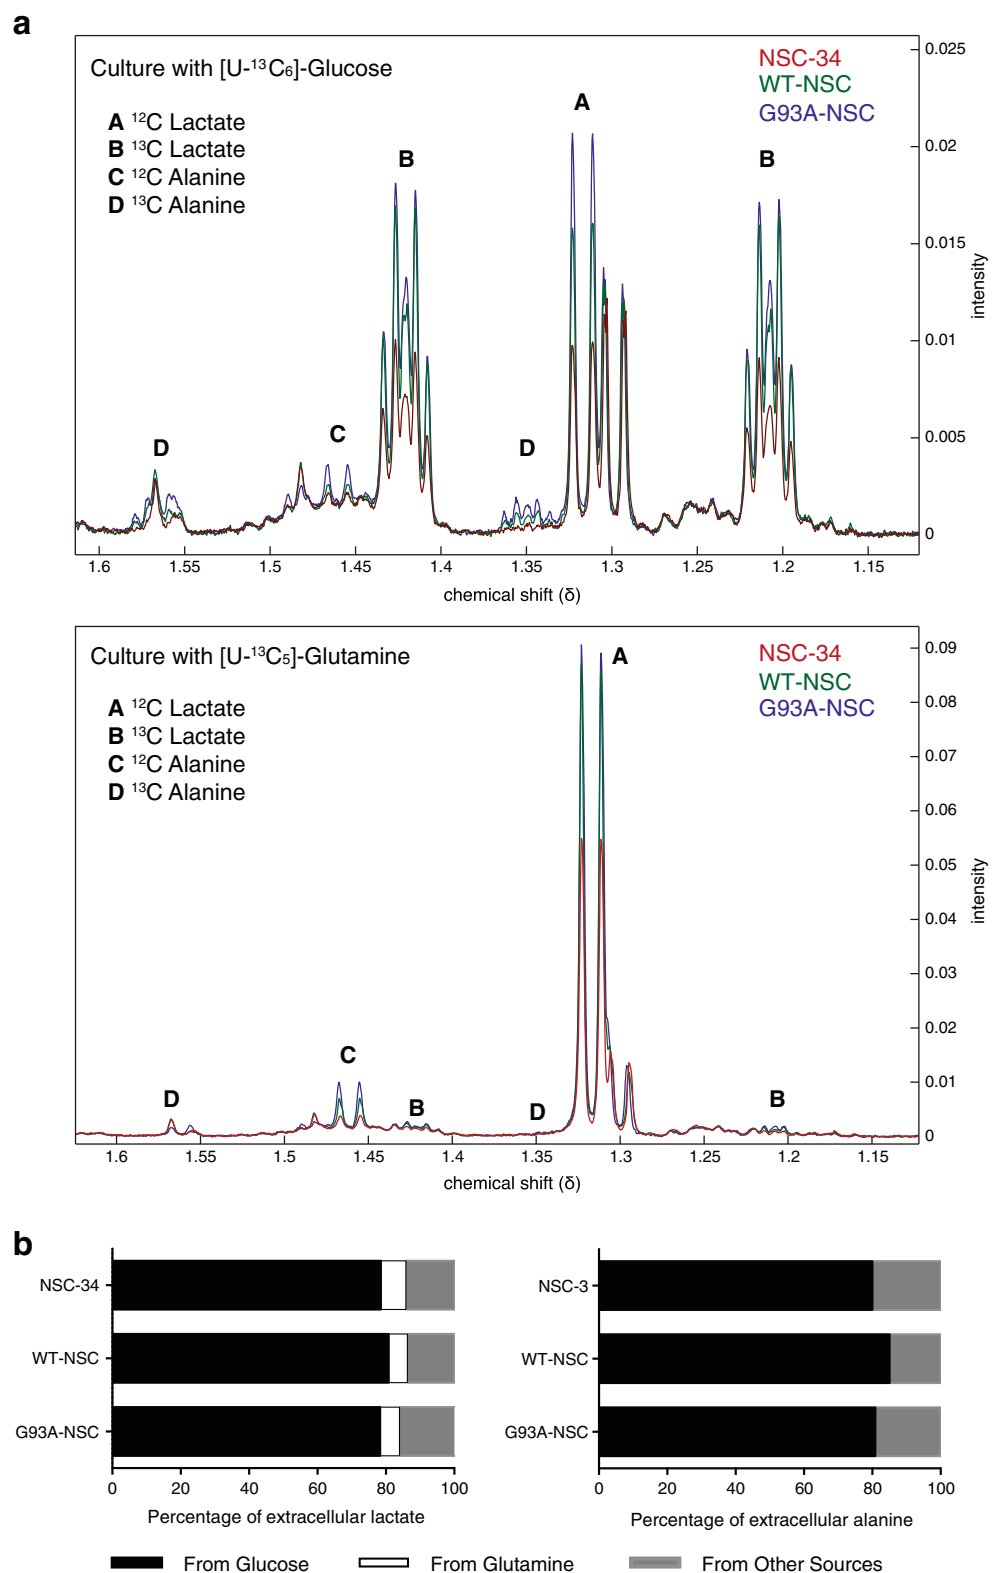 a
Culture with [U-¹³C₆]-Glucose
A ¹²C Lactate
B ¹³C Lactate
C ¹²C Alanine
D ¹³C Alanine
NSC-34
WT-NSC
G93A-NSC
D
C
B
D
A
B
0.025
0.02
0.015
0.01
0.005
0
intensity
1.6 1.55 1.5 1.45 1.4 1.35 1.3 1.25 1.2 1.15
chemical shift (δ)
Culture with [U-¹³C₅]-Glutamine
A ¹²C Lactate
B ¹³C Lactate
C ¹²C Alanine
D ¹³C Alanine
NSC-34
WT-NSC
G93A-NSC
D
C
B
D
A
B
0.09
0.08
0.07
0.06
0.05
0.04
0.03
0.02
0.01
0
intensity
1.6 1.55 1.5 1.45 1.4 1.35 1.3 1.25 1.2 1.15
chemical shift (δ)
b
NSC-34
WT-NSC
G93A-NSC
0 20 40 60 80 100
Percentage of extracellular lactate
NSC-3
WT-NSC
G93A-NSC
0 20 40 60 80 100
Percentage of extracellular alanine
From Glucose From Glutamine From Other Sources